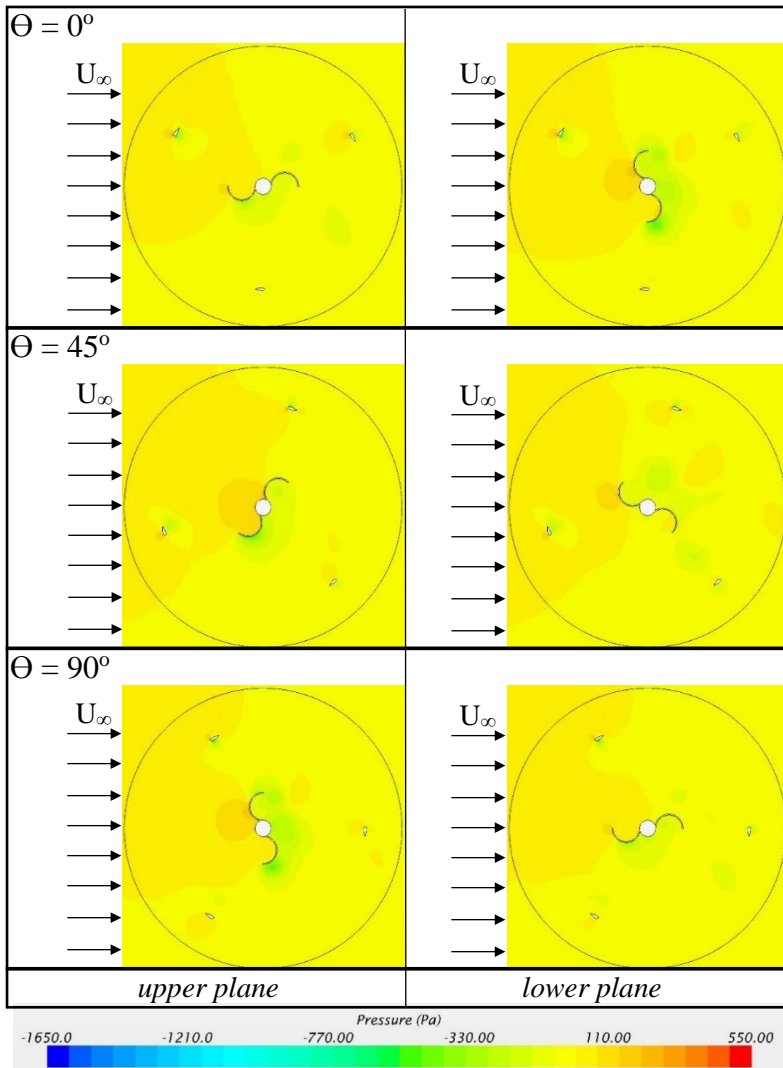 Θ = 0º
U∞ U∞
Θ = 45º
U∞ U∞
Θ = 90º
U∞ U∞
upper plane lower plane
Pressure (Pa)
-1650.0 -1210.0 -770.00 -330.00 110.00 550.00